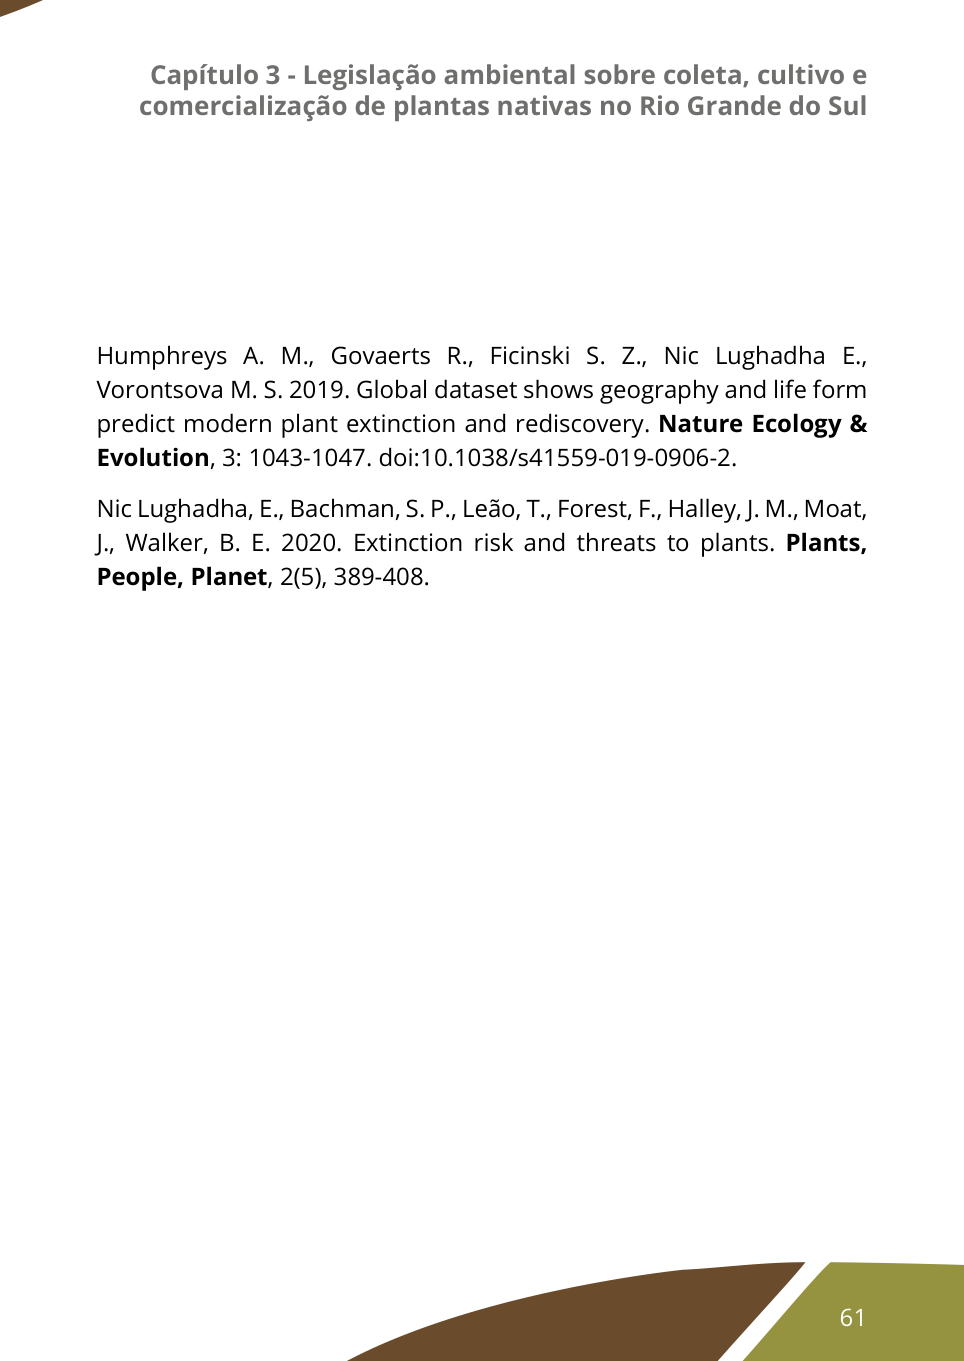 Capítulo 3 - Legislação ambiental sobre coleta, cultivo e
comercialização de plantas nativas no Rio Grande do Sul
Humphreys A. M., Govaerts R., Ficinski S. Z., Nic Lughadha E.,
Vorontsova M. S. 2019. Global dataset shows geography and life form
predict modern plant extinction and rediscovery. Nature Ecology &
Evolution, 3: 1043-1047. doi:10.1038/s41559-019-0906-2.
Nic Lughadha, E., Bachman, S. P., Leão, T., Forest, F., Halley, J. M., Moat,
J., Walker, B. E. 2020. Extinction risk and threats to plants. Plants,
People, Planet, 2(5), 389-408.
61